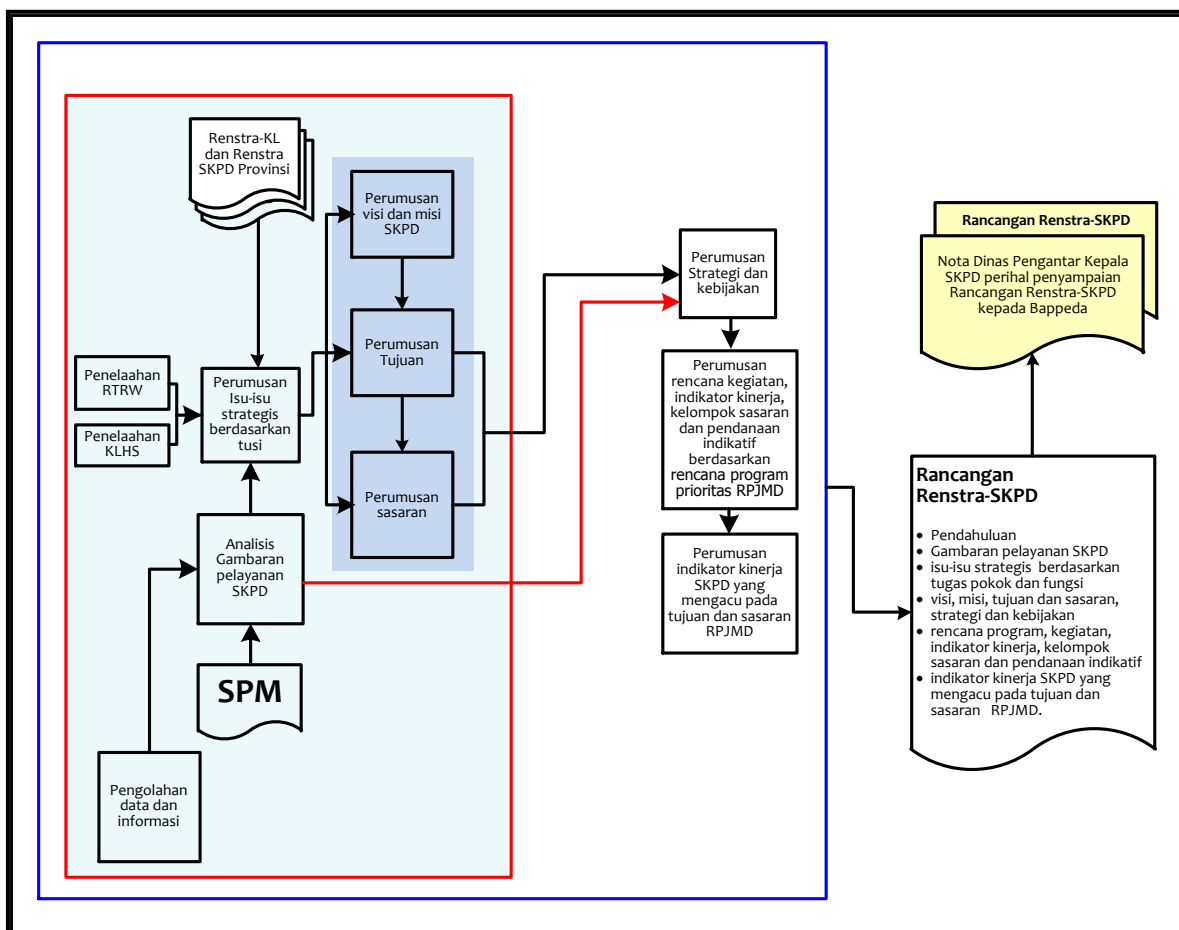 Renstra-KL
dan Renstra
SKPD Provinsi
Perumusan
visi dan misi
SKPD
Perumusan
Tujuan
Perumusan
sasaran
Penelaahan
RTRW
Penelaahan
KLHS
Perumusan
Isu-isu
strategis
berdasarkan
tusi
Analisis
Gambaran
pelayanan
SKPD
SPM
Pengolahan
data dan
informasi
Perumusan
Strategi dan
kebijakan
Perumusan
rencana kegiatan,
indikator kinerja,
kelompok sasaran
dan pendanaan
indikatif
berdasarkan
rencana program
prioritas RPJMD
Perumusan
indikator kinerja
SKPD yang
mengacu pada
tujuan dan sasaran
RPJMD
Rancangan Renstra-SKPD
Nota Dinas Pengantar Kepala
SKPD perihal penyampaian
Rancangan Renstra-SKPD
kepada Bappeda
Rancangan
Renstra-SKPD
• Pendahuluan
• Gambaran pelayanan SKPD
• isu-isu strategis berdasarkan
tugas pokok dan fungsi
• visi, misi, tujuan dan sasaran,
strategi dan kebijakan
• rencana program, kegiatan,
indikator kinerja, kelompok
sasaran dan pendanaan indikatif
• indikator kinerja SKPD yang
mengacu pada tujuan dan
sasaran RPJMD.